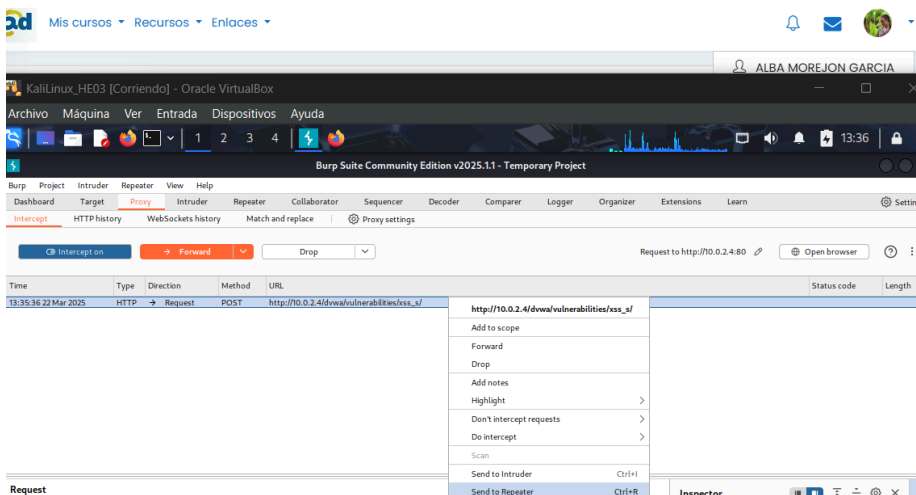 ad Mis cursos Recursos Enlaces
ALBA MOREJON GARCIA
KaliLinux_HE03 [Corriendo] - Oracle VirtualBox
Archivo Máquina Ver Entrada Dispositivos Ayuda
1 2 3 4 13:36
Burp Suite Community Edition v2025.1.1 - Temporary Project
Burp Project Intruder Repeater View Help
Dashboard Target Proxy Intruder Repeater Collaborator Sequencer Decoder Comparer Logger Organizer Extensions Learn Settin
Intercept HTTP history WebSockets history Match and replace Proxy settings
Intercept on Forward Drop Request to http://10.0.2.4:80 Open browser
Time Type Direction Method URL Status code Length
13:35:36 22 Mar 2025 HTTP → Request POST http://10.0.2.4/dvwa/vulnerabilities/xss_s/
http://10.0.2.4/dvwa/vulnerabilities/xss_s/
Add to scope
Forward
Drop
Add notes
Highlight
Don't intercept requests
Do intercept
Scan
Send to Intruder Ctrl+I
Send to Repeater Ctrl+R
Request Inspector